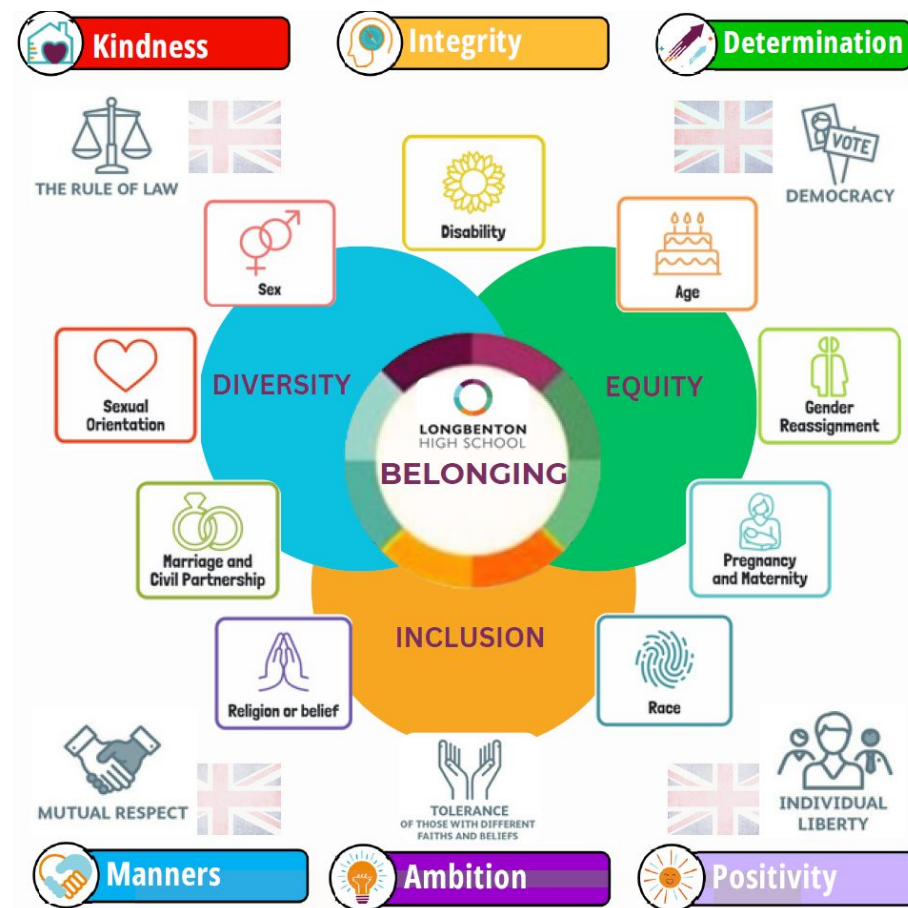 Kindness
Integrity
Determination
THE RULE OF LAW
VOTE
DEMOCRACY
Disability
Sex
Age
DIVERSITY
EQUITY
Sexual
Orientation
Gender
Reassignment
LONGBENTON
HIGH SCHOOL
BELONGING
Marriage and
Civil Partnership
Pregnancy
and Maternity
INCLUSION
Religion or belief
Race
MUTUAL RESPECT
TOLERANCE
OF THOSE WITH DIFFERENT
FAITHS AND BELIEFS
INDIVIDUAL
LIBERTY
Manners
Ambition
Positivity